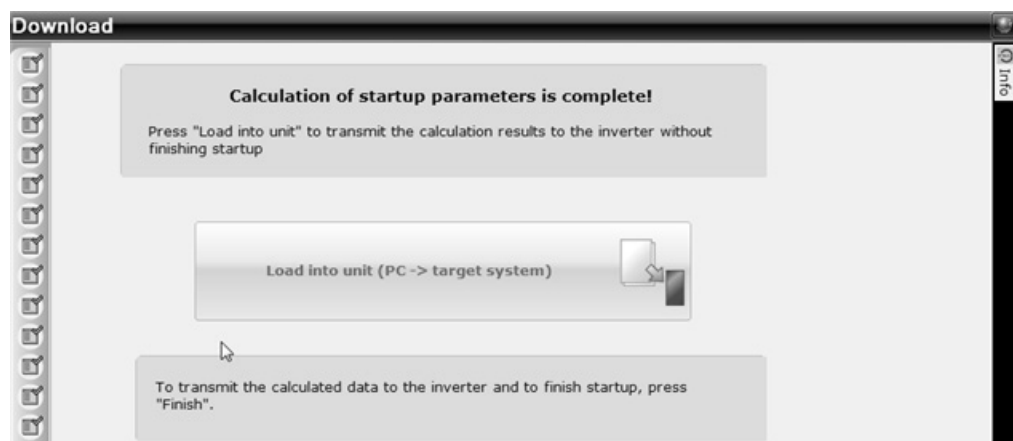 Download
Info
Calculation of startup parameters is complete!
Press "Load into unit" to transmit the calculation results to the inverter without
finishing startup
Load into unit (PC -> target system)
To transmit the calculated data to the inverter and to finish startup, press
"Finish".